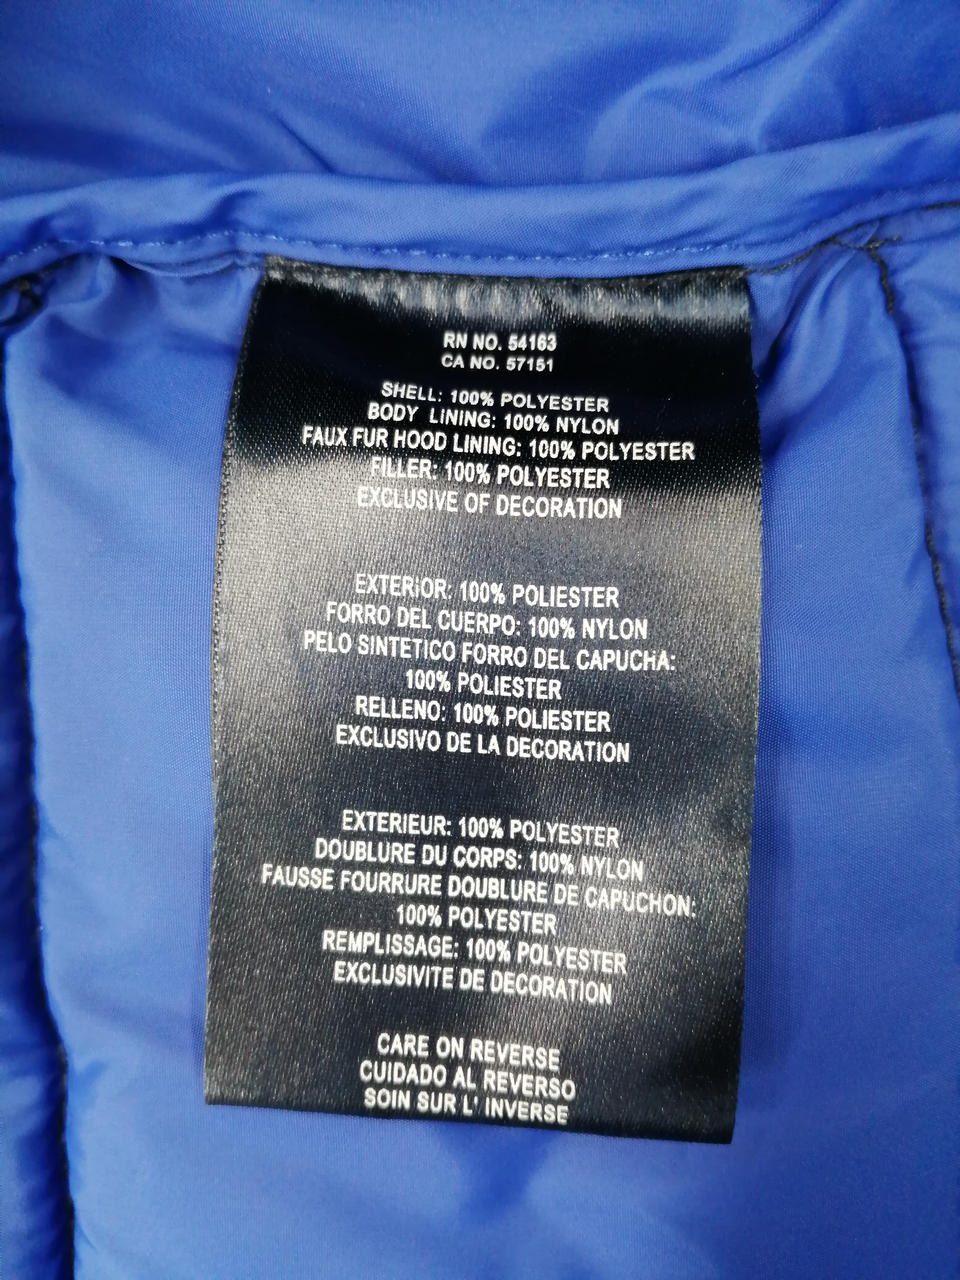 RN NO. 54163
CA NO. 57151
SHELL: 100% POLYESTER
BODY LINING: 100% NYLON
FAUX FUR HOOD LINING: 100% POLYESTER
FILLER: 100% POLYESTER
EXCLUSIVE OF DECORATION
EXTERIOR: 100% POLIESTER
FORRO DEL CUERPO: 100% NYLON
PELO SINTETICO FORRO DEL CAPUCHA:
100% POLIESTER
RELLENO: 100% POLIESTER
EXCLUSIVO DE LA DECORATION
EXTERIEUR: 100% POLYESTER
DOUBLURE DU CORPS: 100% NYLON
FAUSSE FOURRURE DOUBLURE DE CAPUCHON:
100% POLYESTER
REMPLISSAGE: 100% POLYESTER
EXCLUSIVITE DE DECORATION
CARE ON REVERSE
CUIDADO AL REVERSO
SOIN SUR L' INVERSE